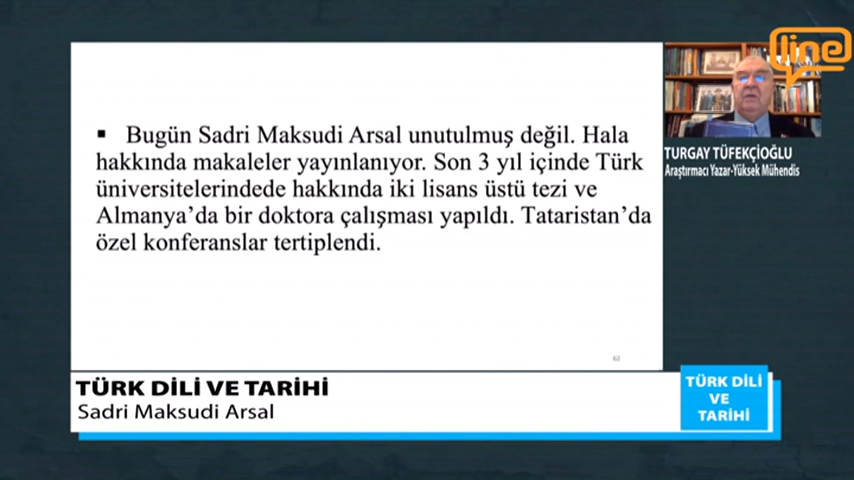 line
▪ Bugün Sadri Maksudi Arsal unutulmuş değil. Hala
hakkında makaleler yayınlanıyor. Son 3 yıl içinde Türk
üniversitelerindede hakkında iki lisans üstü tezi ve
Almanya’da bir doktora çalışması yapıldı. Tataristan’da
özel konferanslar tertiplendi.
62
TURGAY TÜFEKÇİOĞLU
Araştırmacı Yazar-Yüksek Mühendis
TÜRK DİLİ VE TARİHİ
Sadri Maksudi Arsal
TÜRK DİLİ
VE
TARİHİ